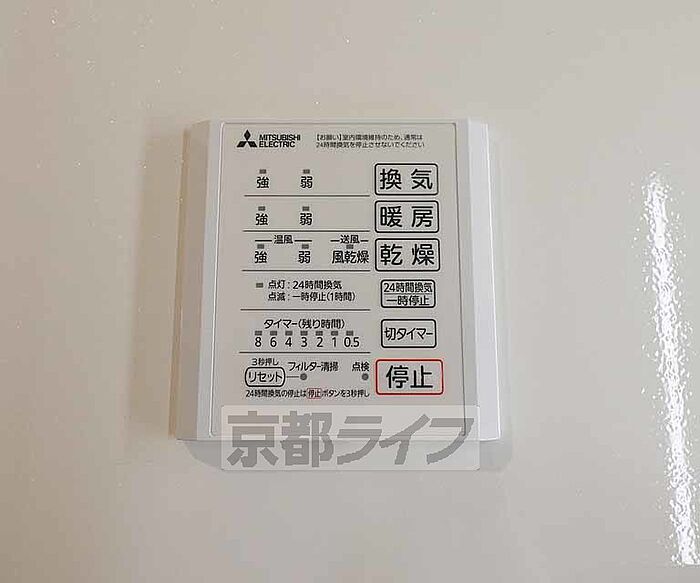 MITSUBISHI ELECTRIC
【お願い】室内環境維持のため、通常は
24時間換気を停止させないでください
強 弱 換気
強 弱 暖房
温風 送風
強 弱 風乾燥 乾燥
点灯：24時間換気
点滅：一時停止(1時間)
24時間換気
一時停止
タイマー(残り時間)
8 6 4 3 2 1 0.5
切タイマー
3秒押し
リセット フィルター清掃 点検
停止
24時間換気の停止は停止ボタンを3秒押し
京都ライフ